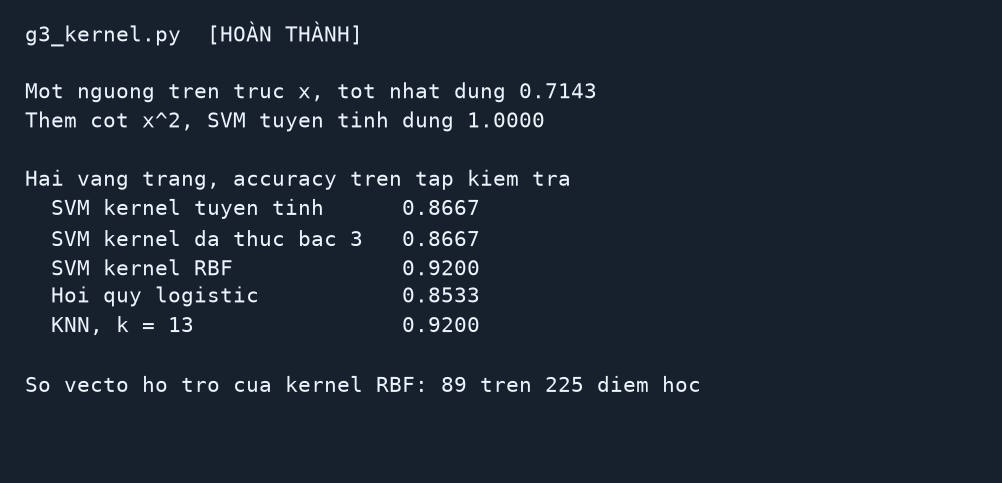 g3_kernel.py  [HOÀN THÀNH]
Mot nguong tren truc x, tot nhat dung 0.7143
Them cot x^2, SVM tuyen tinh dung 1.0000
Hai vang trang, accuracy tren tap kiem tra
  SVM kernel tuyen tinh      0.8667
  SVM kernel da thuc bac 3   0.8667
  SVM kernel RBF             0.9200
  Hoi quy logistic           0.8533
  KNN, k = 13                0.9200
So vecto ho tro cua kernel RBF: 89 tren 225 diem hoc